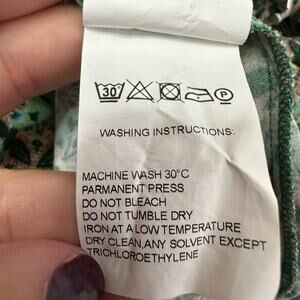 30°
P
WASHING INSTRUCTIONS:
MACHINE WASH 30°C
PARMANENT PRESS
DO NOT BLEACH
DO NOT TUMBLE DRY
IRON AT A LOW TEMPERATURE
DRY CLEAN,ANY SOLVENT EXCEPT
TRICHLOROETHYLENE